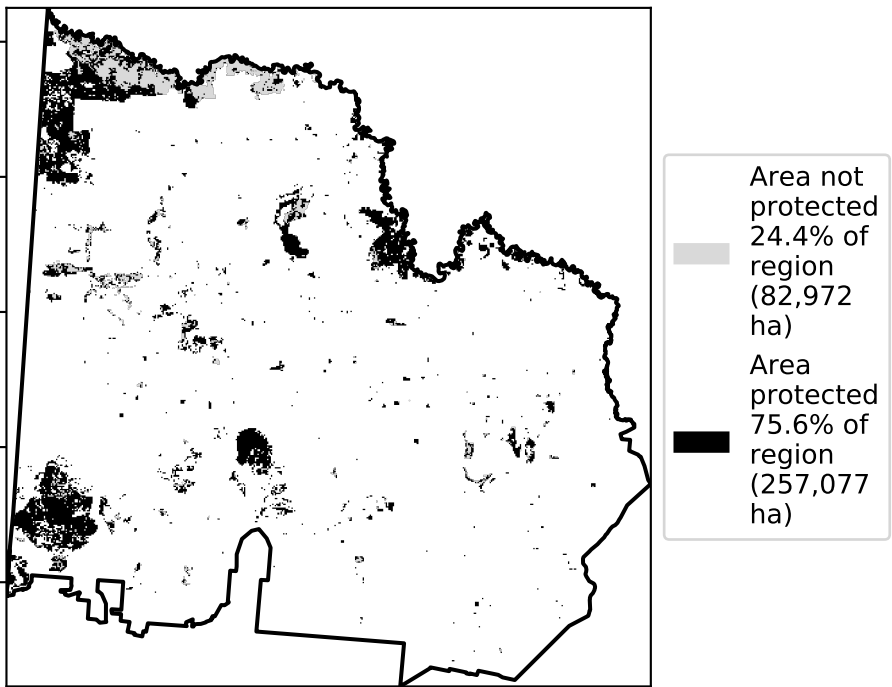 Area not
protected
24.4% of
region
(82,972
ha)
Area
protected
75.6% of
region
(257,077
ha)